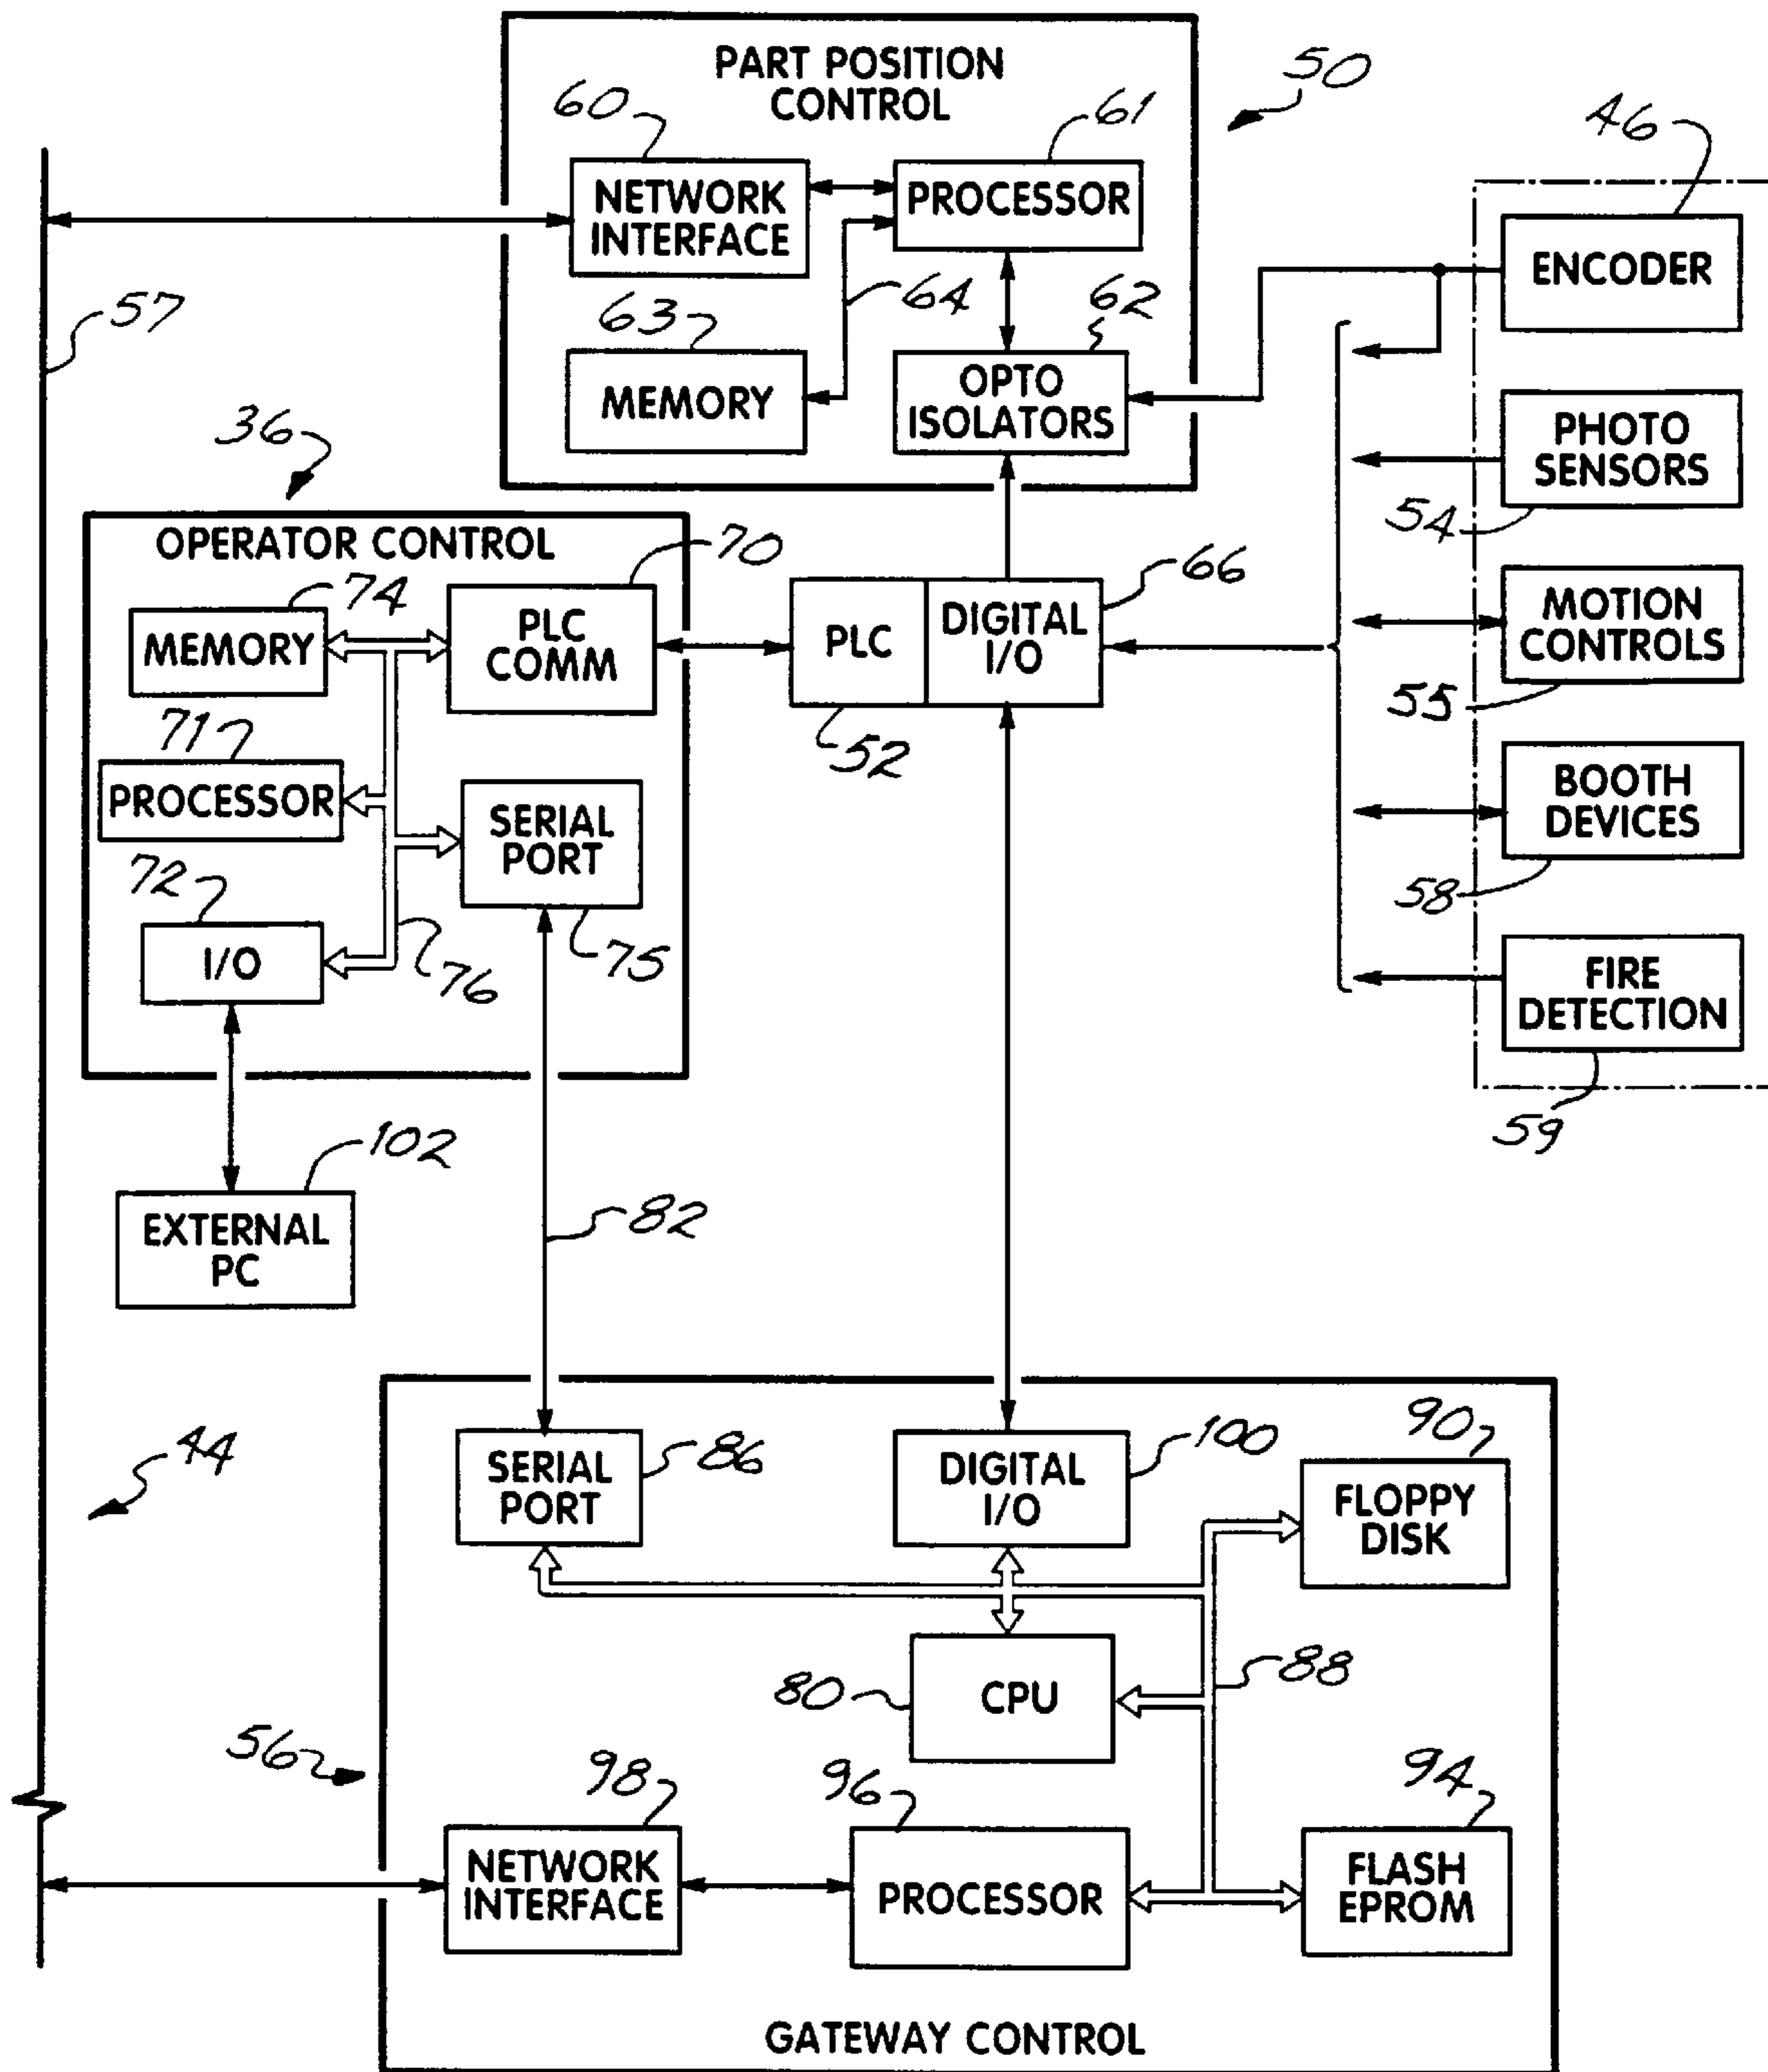 PART POSITION
CONTROL
50
60
61
46
NETWORK
INTERFACE
PROCESSOR
ENCODER
57
64
62
63
MEMORY
OPTO
ISOLATORS
PHOTO
SENSORS
54
36
OPERATOR CONTROL
70
66
74
MEMORY
PLC
COMM
PLC
DIGITAL
I/O
MOTION
CONTROLS
55
52
71
PROCESSOR
SERIAL
PORT
BOOTH
DEVICES
58
72
I/O
76
75
FIRE
DETECTION
59
102
EXTERNAL
PC
82
44
SERIAL
PORT
86
DIGITAL
I/O
100
90
FLOPPY
DISK
80
CPU
88
56
98
96
94
NETWORK
INTERFACE
PROCESSOR
FLASH
EPROM
GATEWAY CONTROL